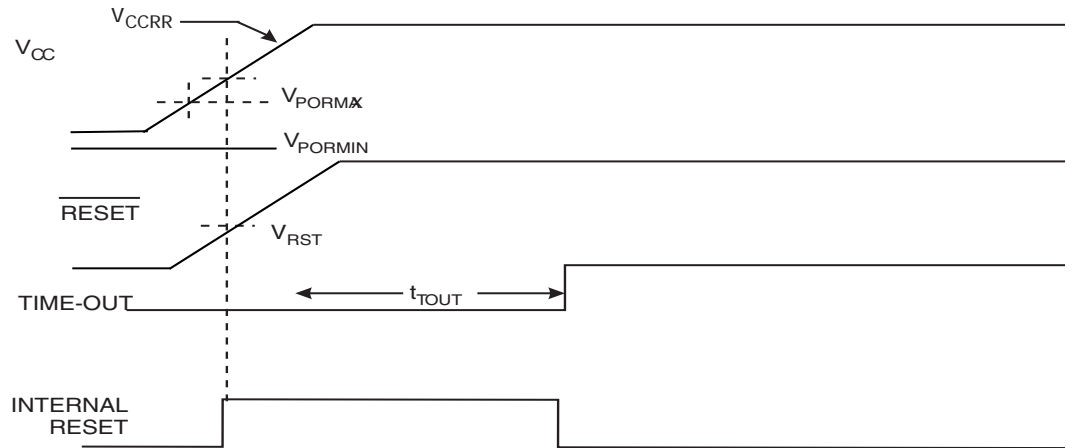 VCCRR
VCC
VPORMAX
VPORMIN
RESET
VRST
tTOUT
TIME-OUT
INTERNAL
RESET